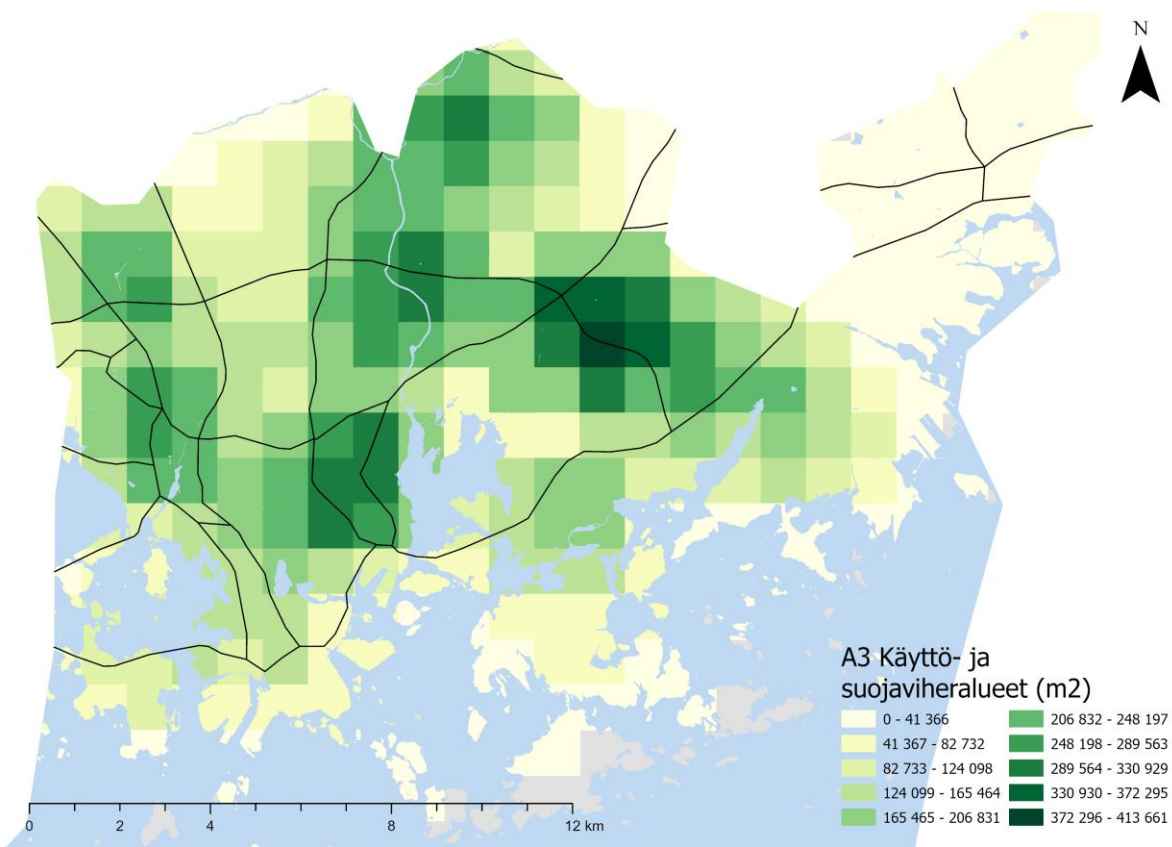 N
A3 Käyttö- ja
suojaviheralueet (m2)
0 - 41 366
41 367 - 82 732
82 733 - 124 098
124 099 - 165 464
165 465 - 206 831
206 832 - 248 197
248 198 - 289 563
289 564 - 330 929
330 930 - 372 295
372 296 - 413 661
0 2 4 8 12 km